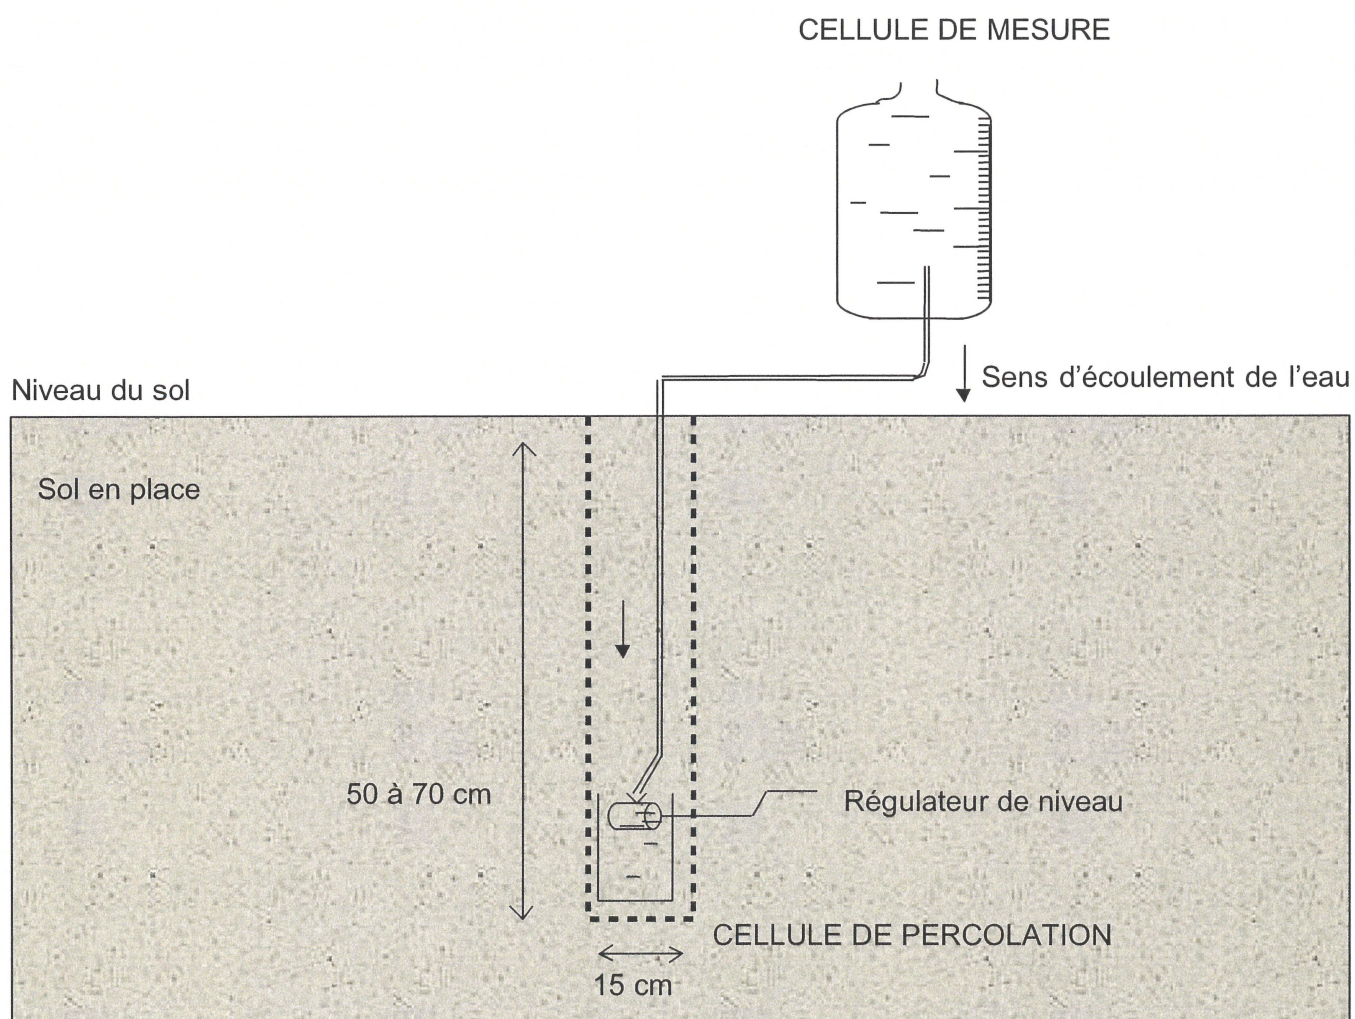 CELLULE DE MESURE
Niveau du sol
Sens d’écoulement de l’eau
Sol en place
50 à 70 cm
Régulateur de niveau
CELLULE DE PERCOLATION
15 cm